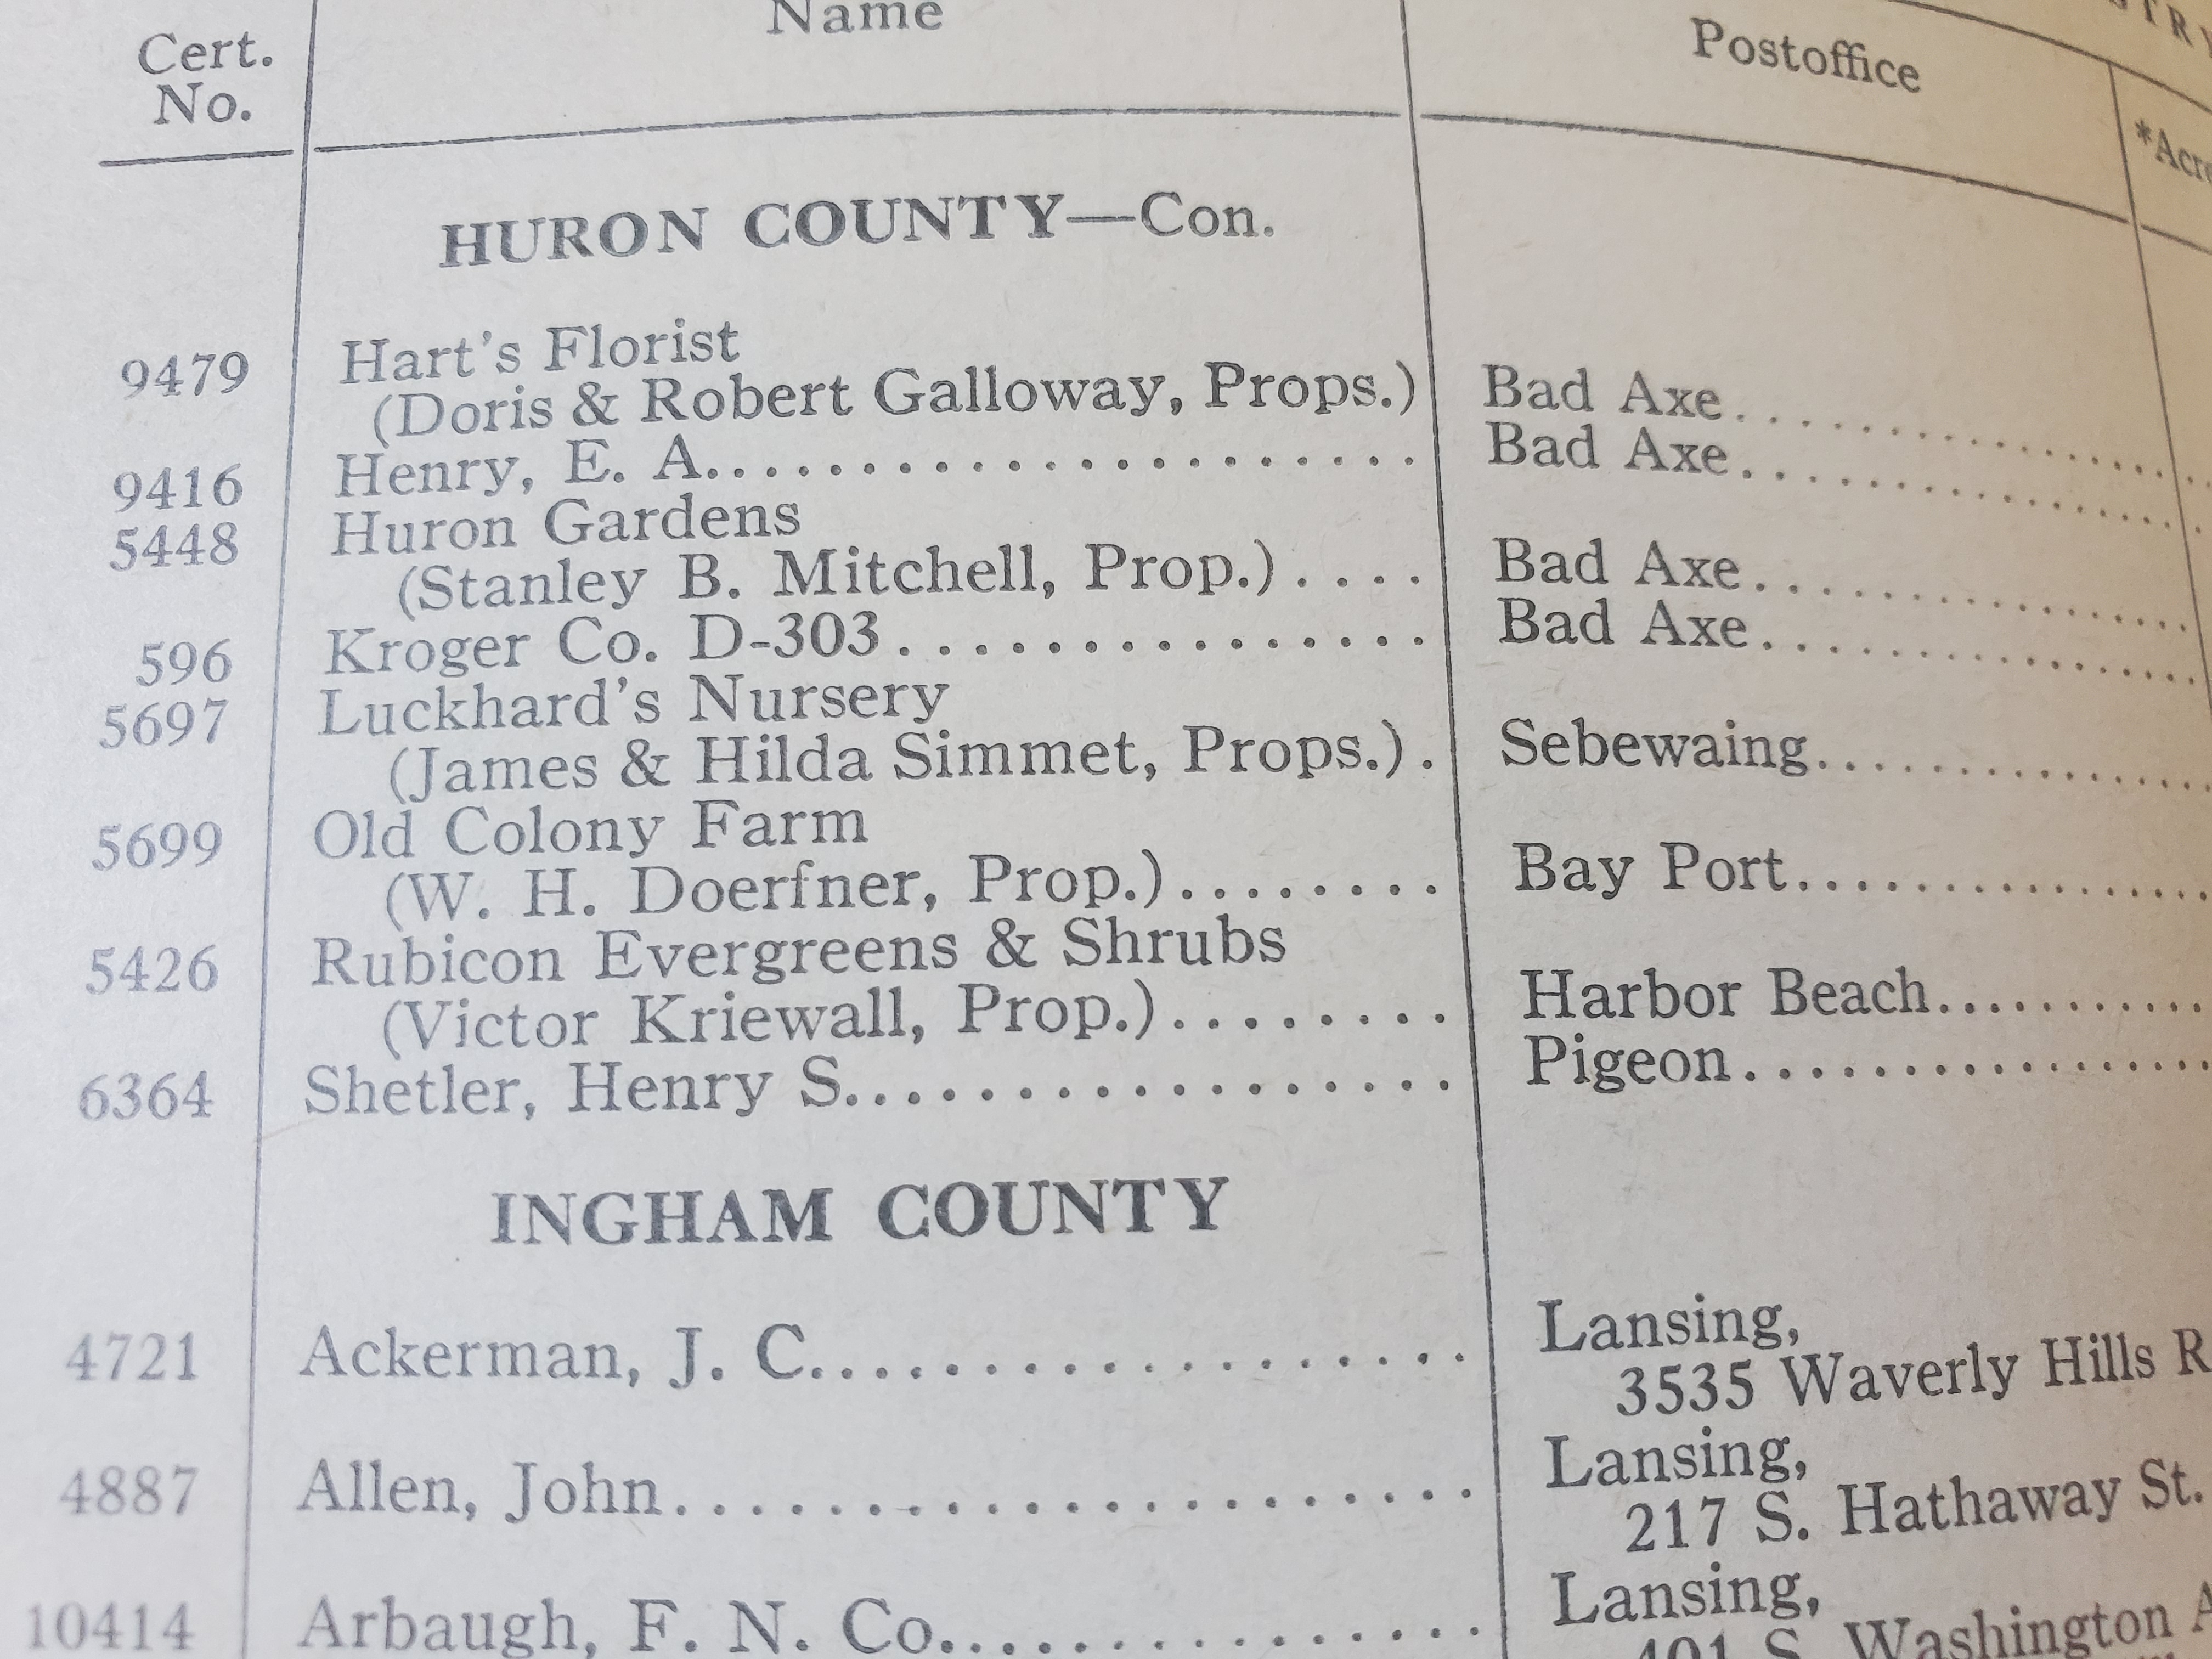 Cert. No. Name Postoffice *Acre
HURON COUNTY—Con.
9479 Hart's Florist
(Doris & Robert Galloway, Props.) Bad Axe
9416 Henry, E. A. Bad Axe
5448 Huron Gardens
(Stanley B. Mitchell, Prop.) Bad Axe
596 Kroger Co. D-303 Bad Axe
5697 Luckhard's Nursery
(James & Hilda Simmet, Props.) Sebewaing
5699 Old Colony Farm
(W. H. Doerfner, Prop.) Bay Port
5426 Rubicon Evergreens & Shrubs
(Victor Kriewall, Prop.) Harbor Beach
6364 Shetler, Henry S. Pigeon
INGHAM COUNTY
4721 Ackerman, J. C. Lansing,
3535 Waverly Hills R
4887 Allen, John Lansing,
217 S. Hathaway St.
10414 Arbaugh, F. N. Co. Lansing,
401 S. Washington A